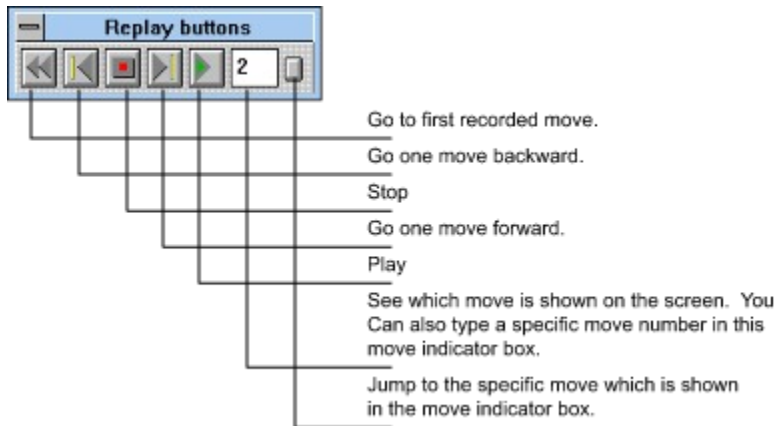 Replay buttons
2
Go to first recorded move.
Go one move backward.
Stop
Go one move forward.
Play
See which move is shown on the screen.  You
Can also type a specific move number in this
move indicator box.
Jump to the specific move which is shown
in the move indicator box.